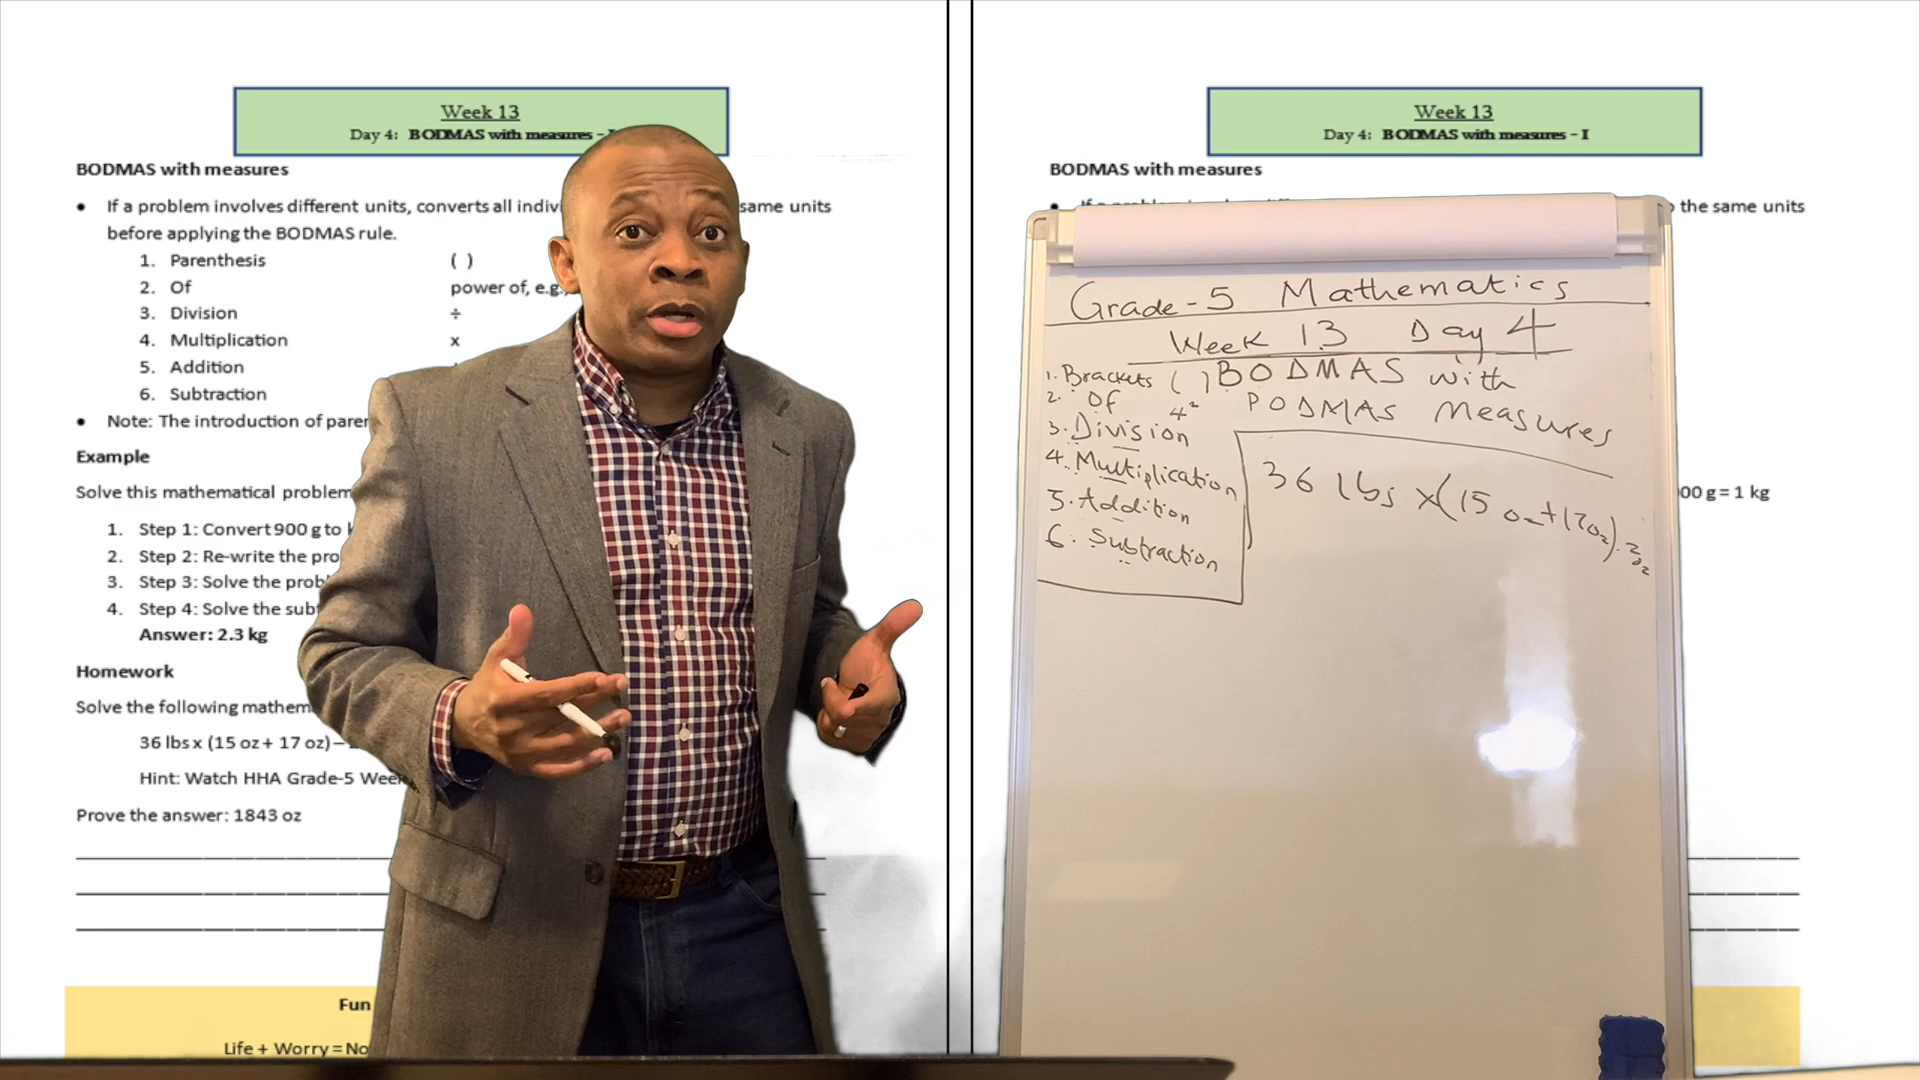 Week 13
Day 4: BODMAS with measures –
BODMAS with measures
If a problem involves different units, converts all same units
before applying the BODMAS rule.
1. Parenthesis ( )
2. Of power of, e.g.,
3. Division ÷
4. Multiplication x
5. Addition
6. Subtraction
Note: The introduction of
Example
Solve this mathematical problem
1. Step 1: Convert 900 g to
2. Step 2: Re-write the
3. Step 3: Solve the
4. Step 4: Solve the
Answer: 2.3 kg
Homework
Solve the following
36 lbs x (15 oz + 17 oz) –
Hint: Watch HHA Grade-5
Prove the answer: 1843 oz
Fun
Life + Worry = No
Week 13
Day 4: BODMAS with measures – I
BODMAS with measures
the same units
00 g = 1 kg
Grade - 5 Mathematics
Week 13 Day 4
BODMAS with
PODMAS Measures
1. Brackets ( )
2. Of 4²
3. Division
4. Multiplication
5. Addition
6. Subtraction
36 lbs x (15 oz + 17 oz)